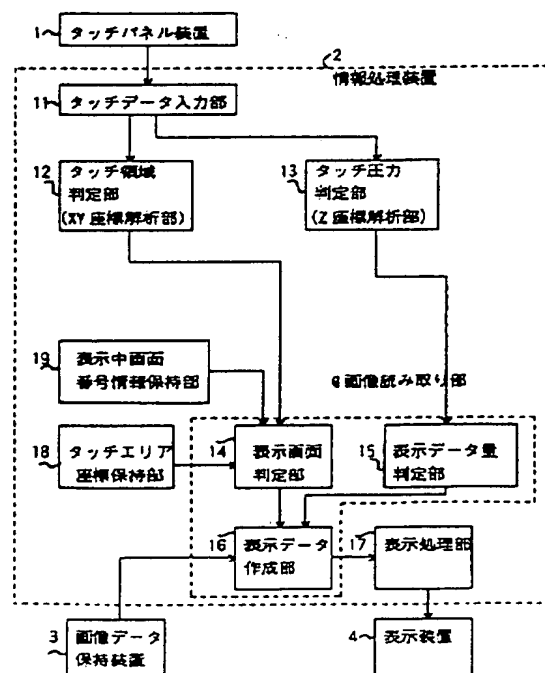 1 タッチパネル装置
2
情報処理装置
11 タッチデータ入力部
12 タッチ領域
判定部
(XY座標解析部)
13 タッチ圧力
判定部
(Z座標解析部)
19 表示中画面
番号情報保持部
6画像読み取り部
18 タッチエリア
座標保持部
14 表示画面
判定部
15 表示データ量
判定部
16 表示データ
作成部
17 表示処理部
3 画像データ
保持装置
4 表示装置